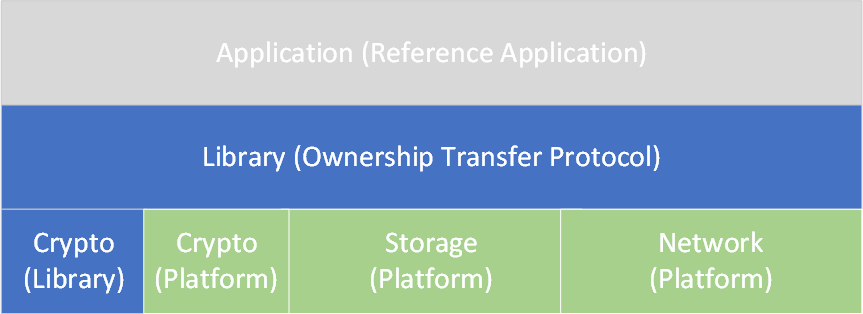 Application (Reference Application)
Library (Ownership Transfer Protocol)
Crypto
(Library)
Crypto
(Platform)
Storage
(Platform)
Network
(Platform)